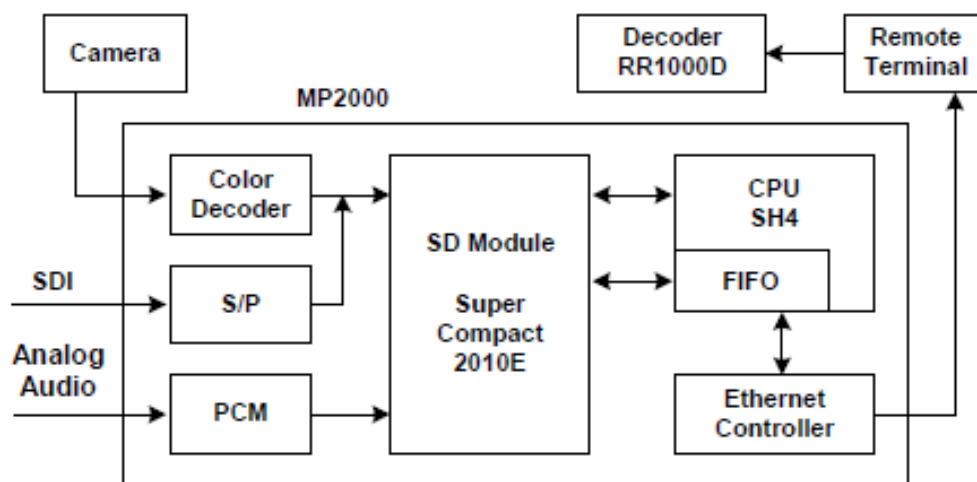 Camera
Decoder
RR1000D
Remote
Terminal
MP2000
Color
Decoder
SD Module
Super
Compact
2010E
CPU
SH4
FIFO
SDI
S/P
Analog
Audio
PCM
Ethernet
Controller